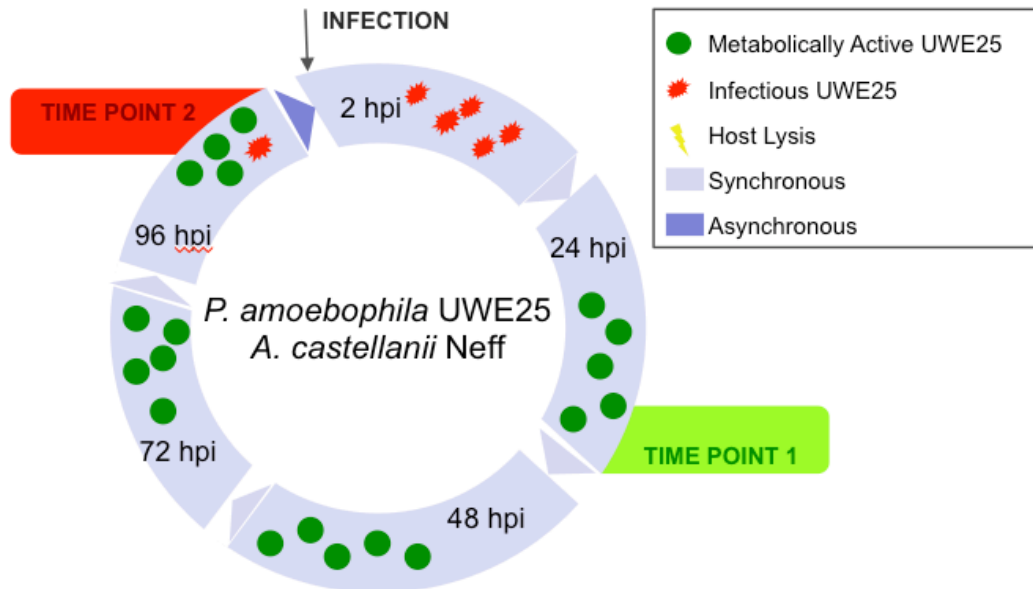 INFECTION
2 hpi
24 hpi
TIME POINT 1
48 hpi
72 hpi
96 hpi
TIME POINT 2
P. amoebophila UWE25
A. castellanii Neff
Metabolically Active UWE25
Infectious UWE25
Host Lysis
Synchronous
Asynchronous